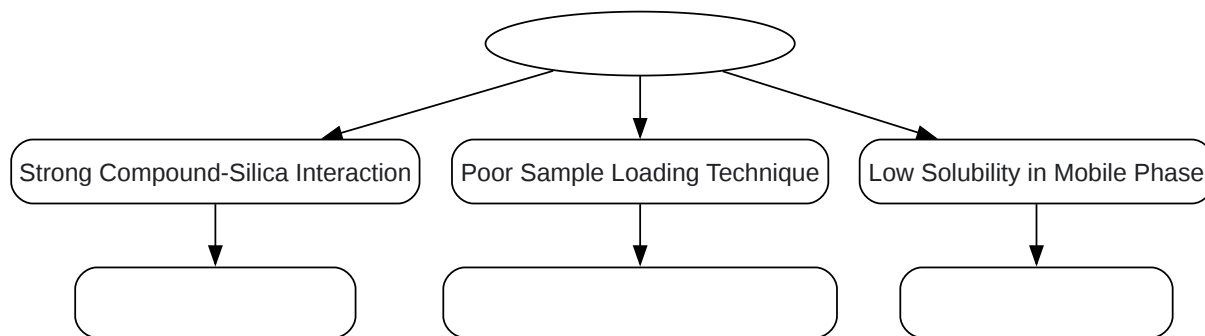 Strong Compound-Silica Interaction
Poor Sample Loading Technique
Low Solubility in Mobile Phase